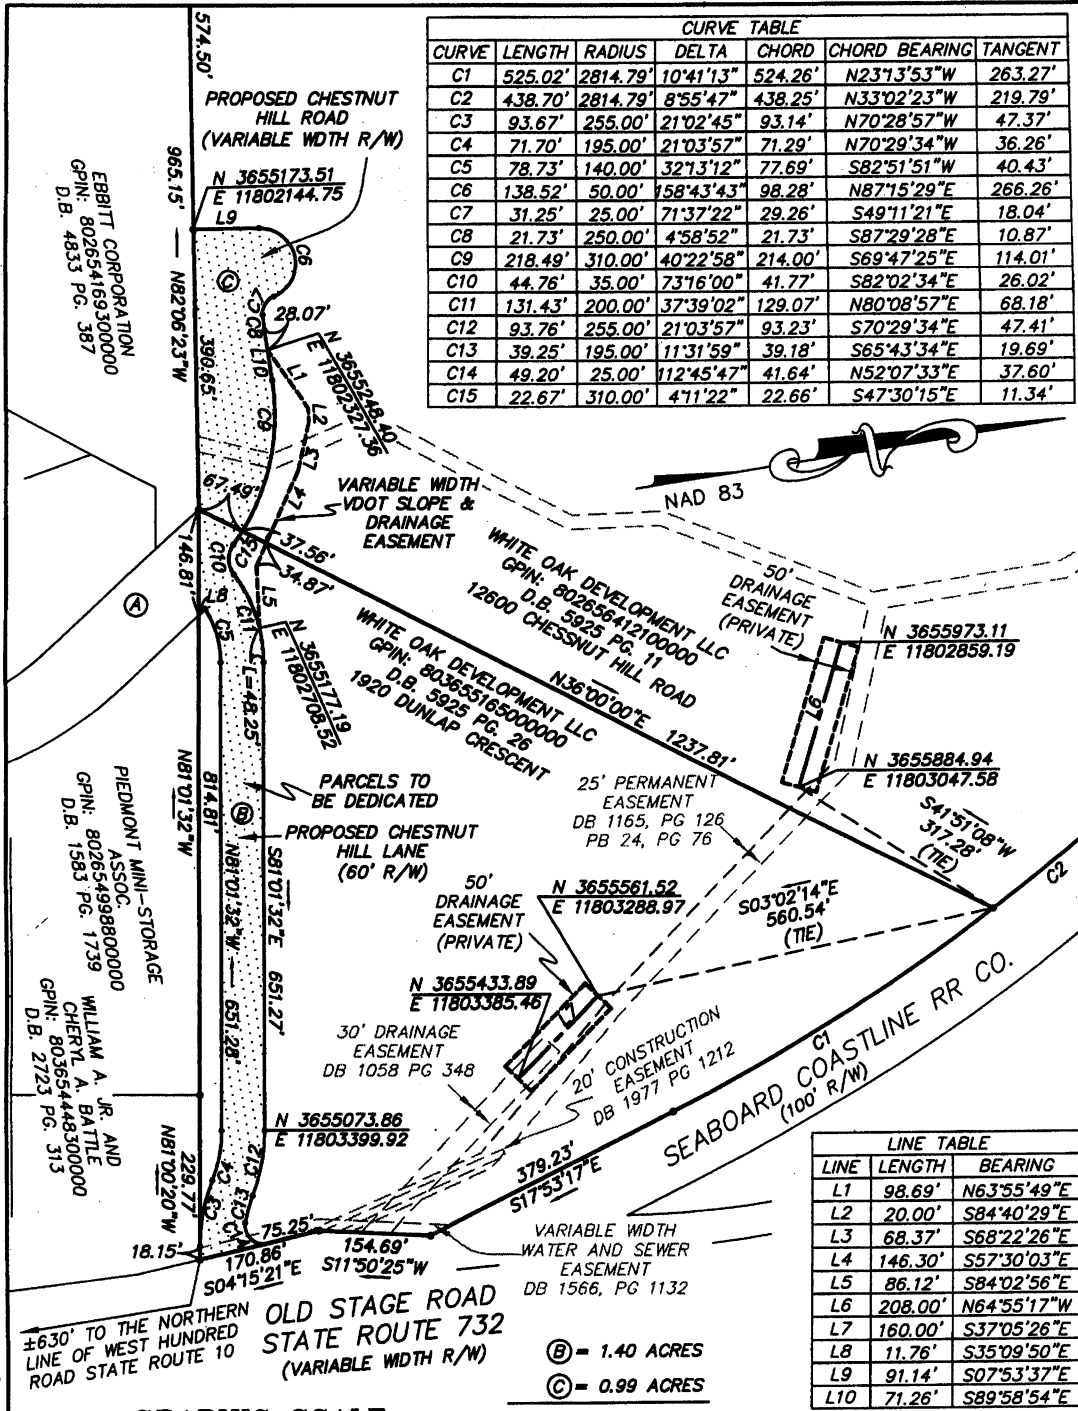 CURVE TABLE
CURVE LENGTH RADIUS DELTA CHORD CHORD BEARING TANGENT
C1 525.02' 2814.79' 10°41'13" 524.26' N23°13'53"W 263.27'
C2 438.70' 2814.79' 8°55'47" 438.25' N33°02'23"W 219.79'
C3 93.67' 255.00' 21°02'45" 93.14' N70°28'57"W 47.37'
C4 71.70' 195.00' 21°03'57" 71.29' N70°29'34"W 36.26'
C5 78.73' 140.00' 32°13'12" 77.69' S82°51'51"W 40.43'
C6 138.52' 50.00' 158°43'43" 98.28' N87°15'29"E 266.26'
C7 31.25' 25.00' 71°37'22" 29.26' S49°11'21"E 18.04'
C8 21.73' 250.00' 4°58'52" 21.73' S87°29'28"E 10.87'
C9 218.49' 310.00' 40°22'58" 214.00' S69°47'25"E 114.01'
C10 44.76' 35.00' 73°16'00" 41.77' S82°02'34"E 26.02'
C11 131.43' 200.00' 37°39'02" 129.07' N80°08'57"E 68.18'
C12 93.76' 255.00' 21°03'57" 93.23' S70°29'34"E 47.41'
C13 39.25' 195.00' 11°31'59" 39.18' S65°43'34"E 19.69'
C14 49.20' 25.00' 112°45'47" 41.64' N52°07'33"E 37.60'
C15 22.67' 310.00' 4°11'22" 22.66' S47°30'15"E 11.34'
574.50'
PROPOSED CHESTNUT
HILL ROAD
(VARIABLE WDTH R/W)
965.15' — N82°06'23"W
N 3655173.51
E 11802144.75
L9
C6
EBBITT CORPORATION
GPIN: 802654169300000
D.B. 4833 PG. 387
C
C7
28.07'
C8
L10
N 3655248.40
E 11802327.36
L1
L2
390.65'
C9
L3
L4
NAD 83
67.49'
VARIABLE WIDTH
VDOT SLOPE &
DRAINAGE
EASEMENT
C15
37.56'
34.87'
C10
146.81'
A
L8
L5
C5
C11
N 3655177.19
E 11802708.52
L=48.25'
WHITE OAK DEVELOPMENT LLC
GPIN: 802656412100000
D.B. 5925 PG. 11
12600 CHESSNUT HILL ROAD
WHITE OAK DEVELOPMENT LLC
GPIN: 803655165000000
D.B. 5925 PG. 26
1920 DUNLAP CRESCENT
N36°00'00"E
1237.81'
50'
DRAINAGE
EASEMENT
(PRIVATE)
N 3655973.11
E 11802859.19
L6
N 3655884.94
E 11803047.58
25' PERMANENT
EASEMENT
DB 1165, PG 126
PB 24, PG 76
S41°51'08"W
317.28'
(TIE)
C2
PARCELS TO
BE DEDICATED
B
PROPOSED CHESTNUT
HILL LANE
(60' R/W)
814.81'
N81°01'32"W
PIEDMONT MINI-STORAGE
ASSOC.
GPIN: 802654998800000
D.B. 1583 PG. 1739
N81°01'32"W — 651.28'
S81°01'32"E 651.27'
50'
DRAINAGE
EASEMENT
(PRIVATE)
N 3655561.52
E 11803288.97
S03°02'14"E
560.54'
(TIE)
N 3655433.89
E 11803385.46
L7
30' DRAINAGE
EASEMENT
DB 1058 PG 348
20' CONSTRUCTION
EASEMENT
DB 1977 PG 1212
C1
SEABOARD COASTLINE RR CO.
(100' R/W)
WILLIAM A. JR. AND
CHERYL A. BATTLE
GPIN: 803654448300000
D.B. 2723 PG. 313
N 3655073.86
E 11803399.92
229.77'
N81°00'20"W
C4
C3
C12
C13
379.23'
S17°53'17"E
18.15'
75.25'
170.86'
S04°15'21"E
154.69'
S11°50'25"W
VARIABLE WIDTH
WATER AND SEWER
EASEMENT
DB 1566, PG 1132
±630' TO THE NORTHERN
LINE OF WEST HUNDRED
ROAD STATE ROUTE 10
OLD STAGE ROAD
STATE ROUTE 732
(VARIABLE WIDTH R/W)
B = 1.40 ACRES
C = 0.99 ACRES
LINE TABLE
LINE LENGTH BEARING
L1 98.69' N63°55'49"E
L2 20.00' S84°40'29"E
L3 68.37' S68°22'26"E
L4 146.30' S57°30'03"E
L5 86.12' S84°02'56"E
L6 208.00' N64°55'17"W
L7 160.00' S37°05'26"E
L8 11.76' S35°09'50"E
L9 91.14' S07°53'37"E
L10 71.26' S89°58'54"E